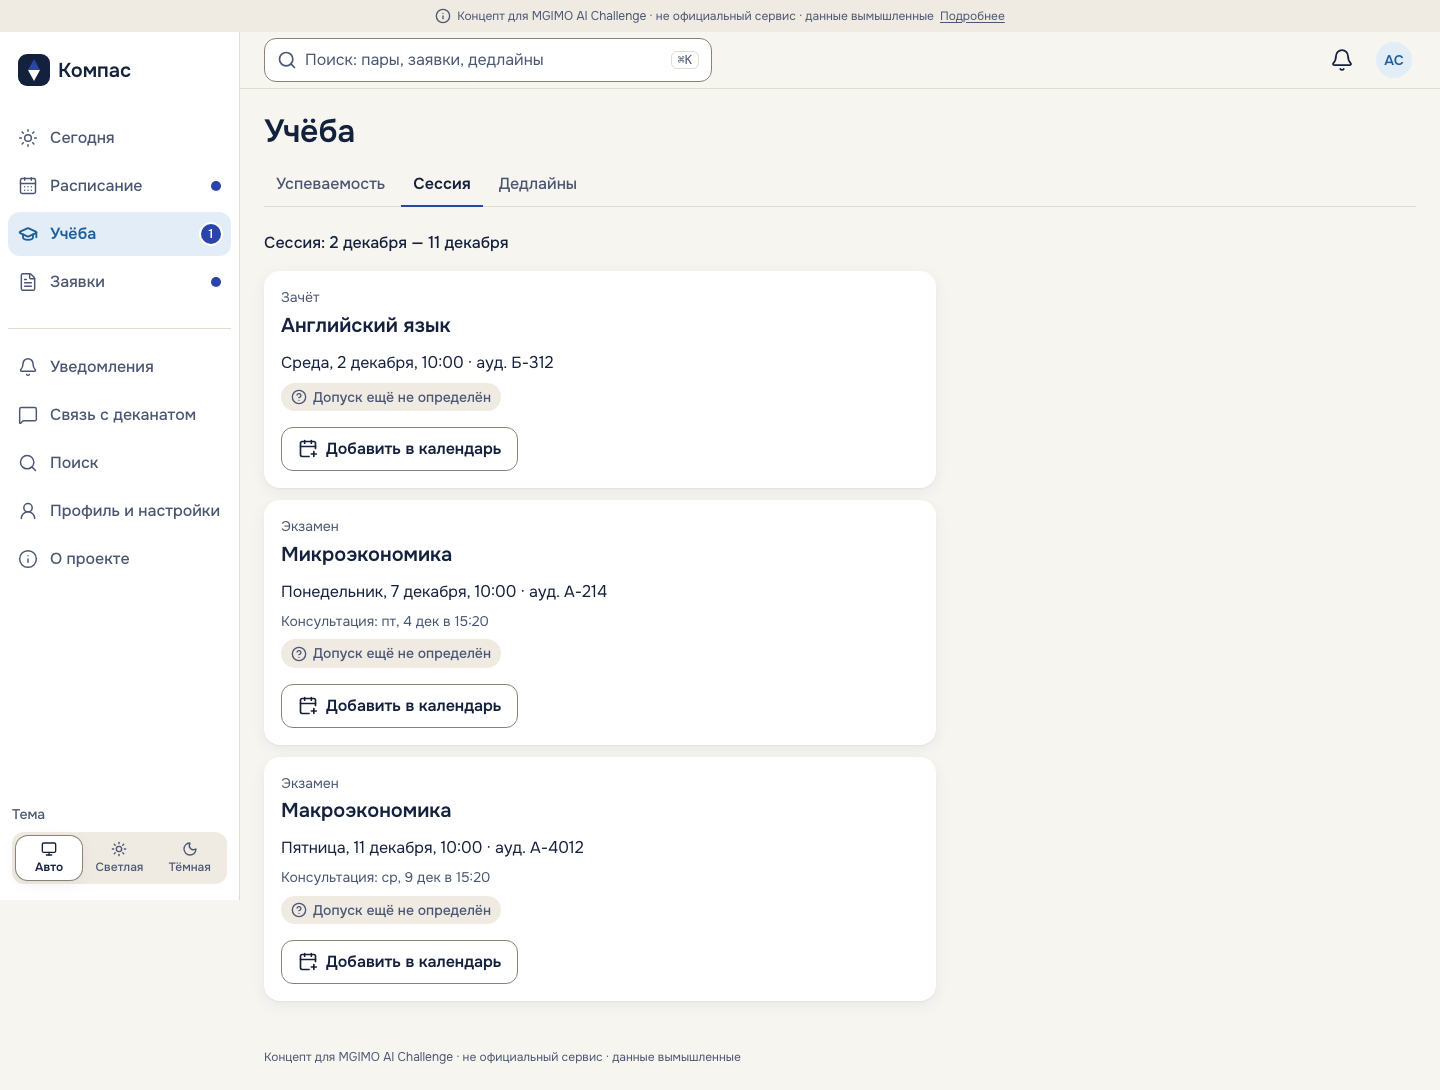 Концепт для MGIMO AI Challenge · не официальный сервис · данные вымышленные Подробнее
Компас
Поиск: пары, заявки, дедлайны
⌘K
АС
Сегодня
Расписание
Учёба
1
Заявки
Уведомления
Связь с деканатом
Поиск
Профиль и настройки
О проекте
Тема
Авто
Светлая
Тёмная
Учёба
Успеваемость
Сессия
Дедлайны
Сессия: 2 декабря — 11 декабря
Зачёт
Английский язык
Среда, 2 декабря, 10:00 · ауд. Б-312
Допуск ещё не определён
Добавить в календарь
Экзамен
Микроэкономика
Понедельник, 7 декабря, 10:00 · ауд. А-214
Консультация: пт, 4 дек в 15:20
Допуск ещё не определён
Добавить в календарь
Экзамен
Макроэкономика
Пятница, 11 декабря, 10:00 · ауд. А-4012
Консультация: ср, 9 дек в 15:20
Допуск ещё не определён
Добавить в календарь
Концепт для MGIMO AI Challenge · не официальный сервис · данные вымышленные